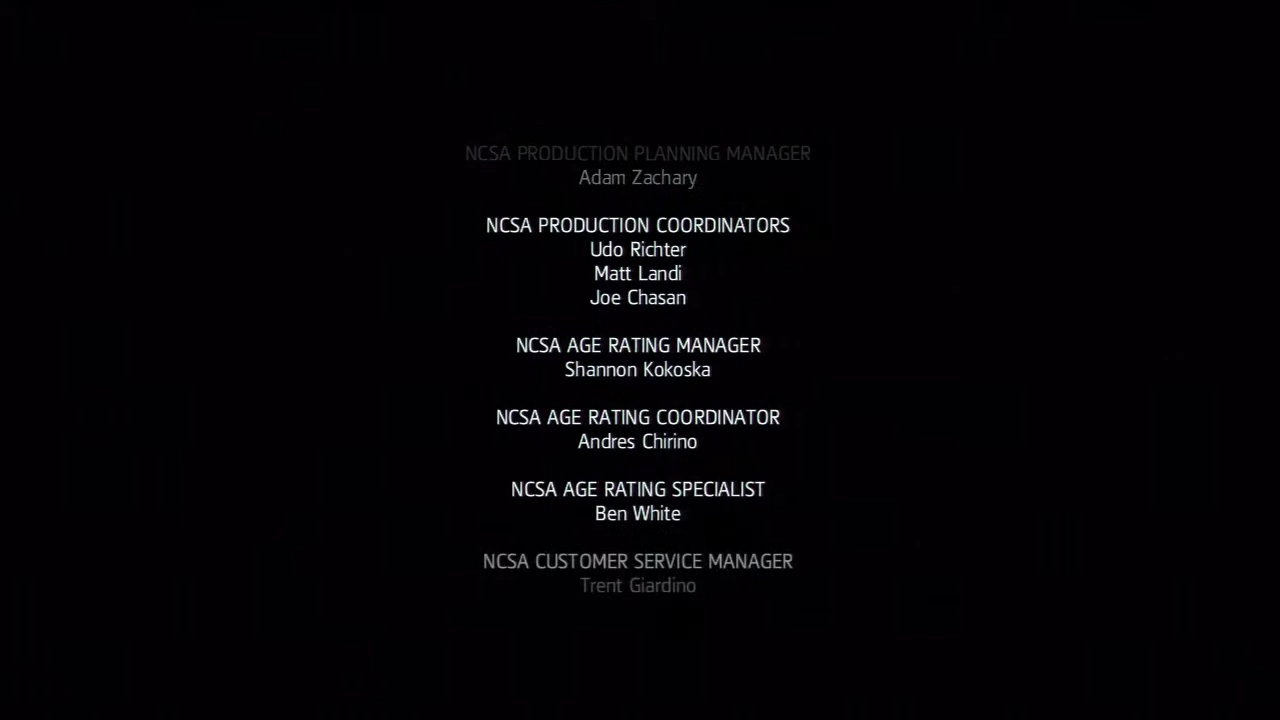 NCSA PRODUCTION PLANNING MANAGER
Adam Zachary
NCSA PRODUCTION COORDINATORS
Udo Richter
Matt Landi
Joe Chasan
NCSA AGE RATING MANAGER
Shannon Kokoska
NCSA AGE RATING COORDINATOR
Andres Chirino
NCSA AGE RATING SPECIALIST
Ben White
NCSA CUSTOMER SERVICE MANAGER
Trent Giardino